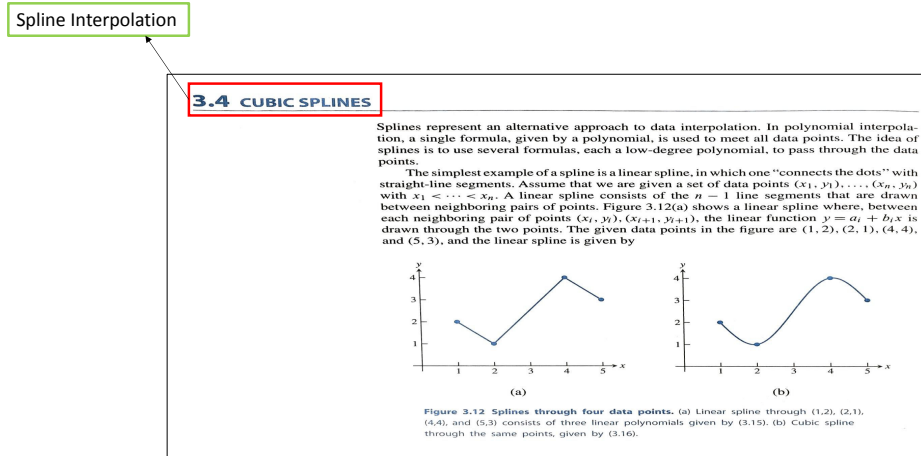 Spline Interpolation
3.4 CUBIC SPLINES
Splines represent an alternative approach to data interpolation. In polynomial interpola-
tion, a single formula, given by a polynomial, is used to meet all data points. The idea of
splines is to use several formulas, each a low-degree polynomial, to pass through the data
points.
The simplest example of a spline is a linear spline, in which one “connects the dots” with
straight-line segments. Assume that we are given a set of data points (x₁, y₁), . . . , (xₙ, yₙ)
with x₁ < · · · < xₙ. A linear spline consists of the n − 1 line segments that are drawn
between neighboring pairs of points. Figure 3.12(a) shows a linear spline where, between
each neighboring pair of points (xᵢ, yᵢ), (xᵢ₊₁, yᵢ₊₁), the linear function y = aᵢ + bᵢx is
drawn through the two points. The given data points in the figure are (1, 2), (2, 1), (4, 4),
and (5, 3), and the linear spline is given by
y
4
3
2
1
1 2 3 4 5 x
(a)
y
4
3
2
1
1 2 3 4 5 x
(b)
Figure 3.12 Splines through four data points. (a) Linear spline through (1,2), (2,1),
(4,4), and (5,3) consists of three linear polynomials given by (3.15). (b) Cubic spline
through the same points, given by (3.16).